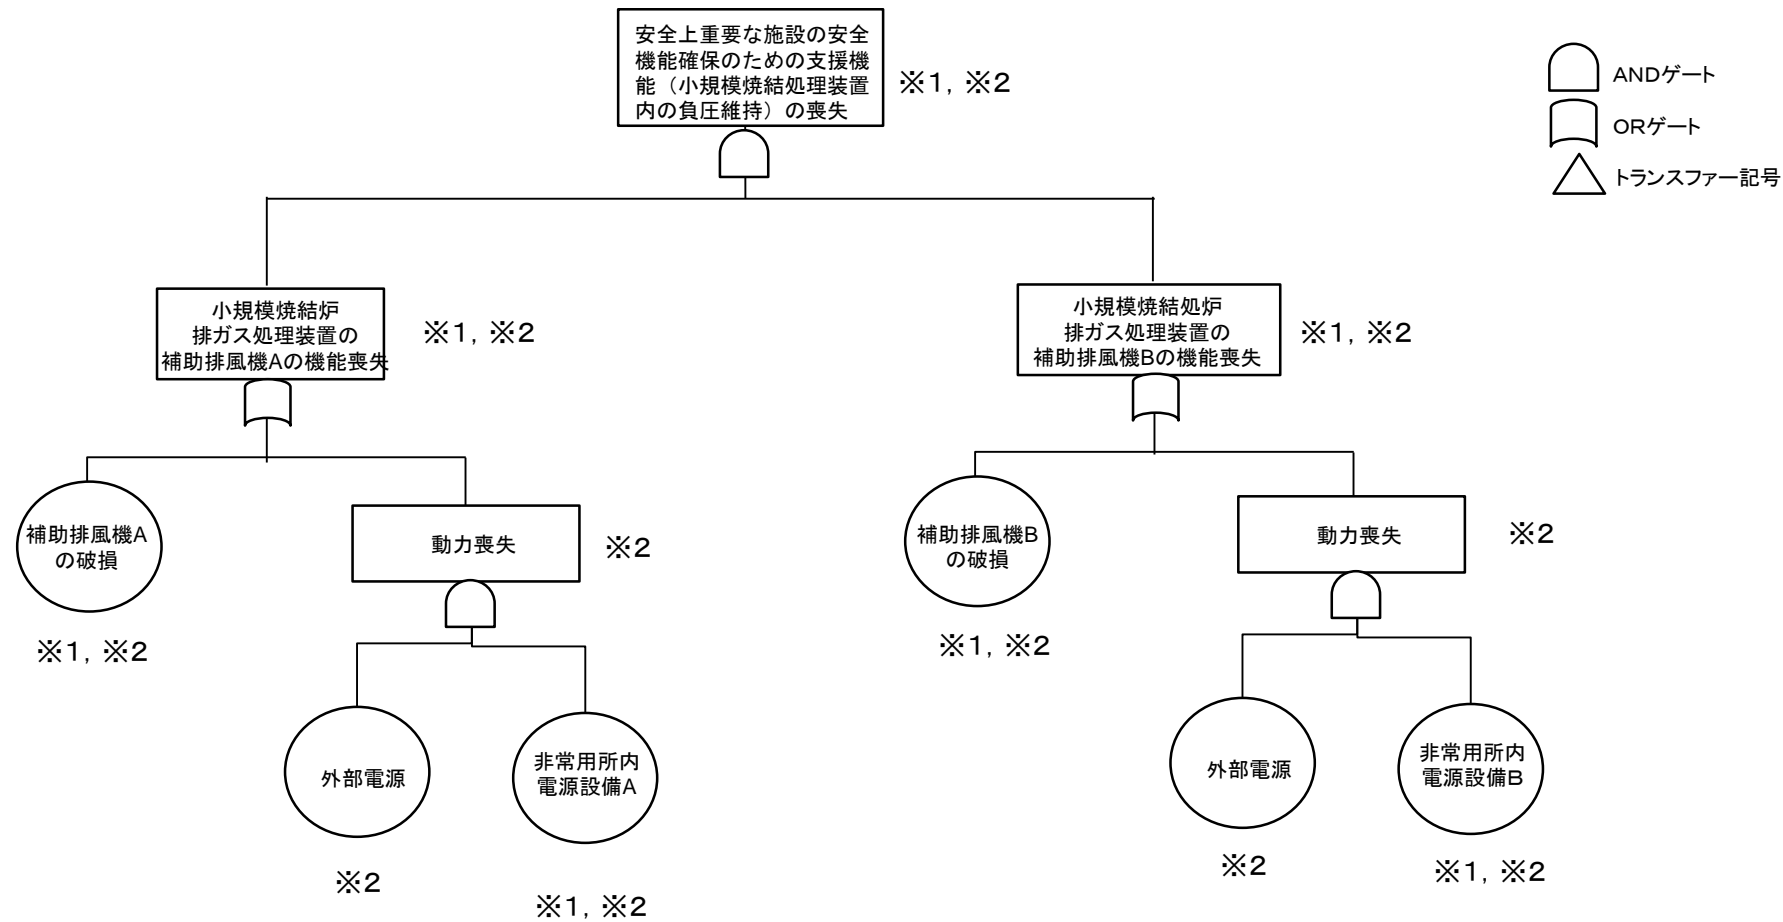 安全上重要な施設の安全
機能確保のための支援機
能（小規模焼結処理装置
内の負圧維持）の喪失
※1，※2
ANDゲート
ORゲート
トランスファー記号
小規模焼結炉
排ガス処理装置の
補助排風機Aの機能喪失
※1，※2
小規模焼結処炉
排ガス処理装置の
補助排風機Bの機能喪失
※1，※2
補助排風機A
の破損
※1，※2
動力喪失
※2
補助排風機B
の破損
※1，※2
動力喪失
※2
外部電源
※2
非常用所内
電源設備A
※1，※2
外部電源
※2
非常用所内
電源設備B
※1，※2